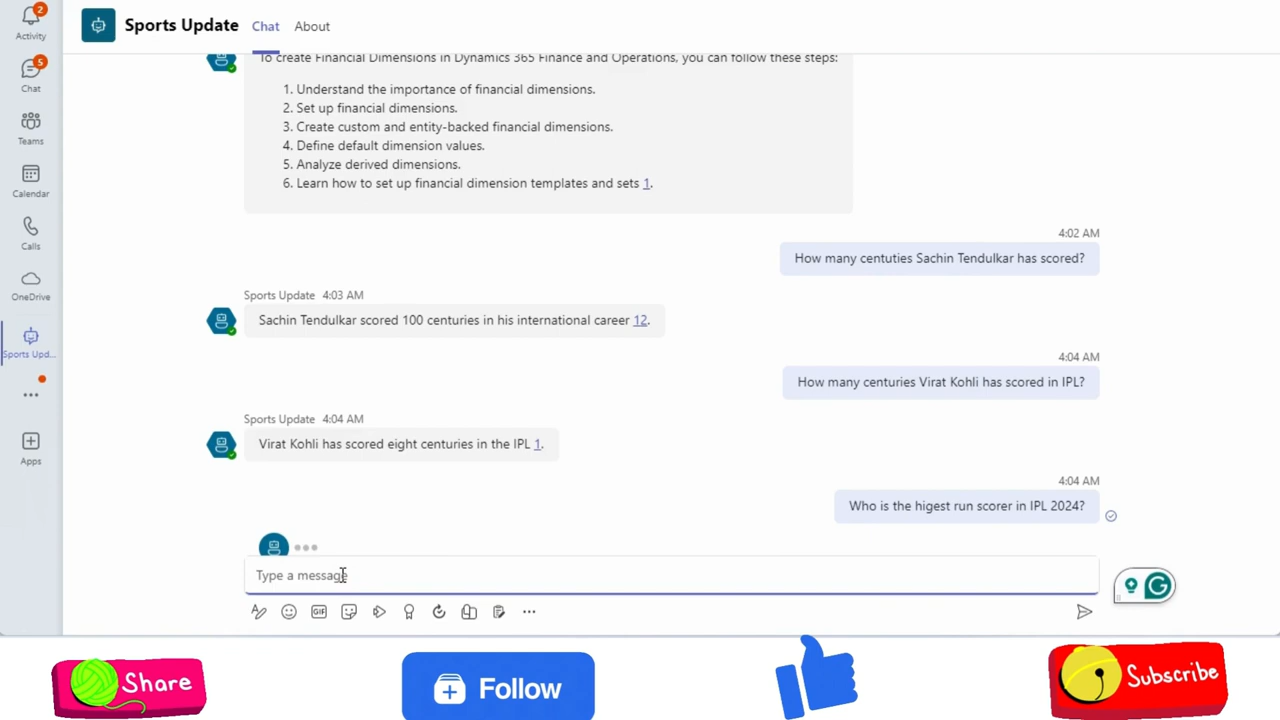 2
Activity
5
Chat
Teams
Calendar
Calls
OneDrive
Sports Upd...
Apps
Sports Update Chat About
To create Financial Dimensions in Dynamics 365 Finance and Operations, you can follow these steps:
1. Understand the importance of financial dimensions.
2. Set up financial dimensions.
3. Create custom and entity-backed financial dimensions.
4. Define default dimension values.
5. Analyze derived dimensions.
6. Learn how to set up financial dimension templates and sets 1.
4:02 AM
How many centuties Sachin Tendulkar has scored?
Sports Update 4:03 AM
Sachin Tendulkar scored 100 centuries in his international career 12.
4:04 AM
How many centuries Virat Kohli has scored in IPL?
Sports Update 4:04 AM
Virat Kohli has scored eight centuries in the IPL 1.
4:04 AM
Who is the higest run scorer in IPL 2024?
Type a message
GIF
Share
Follow
Subscribe